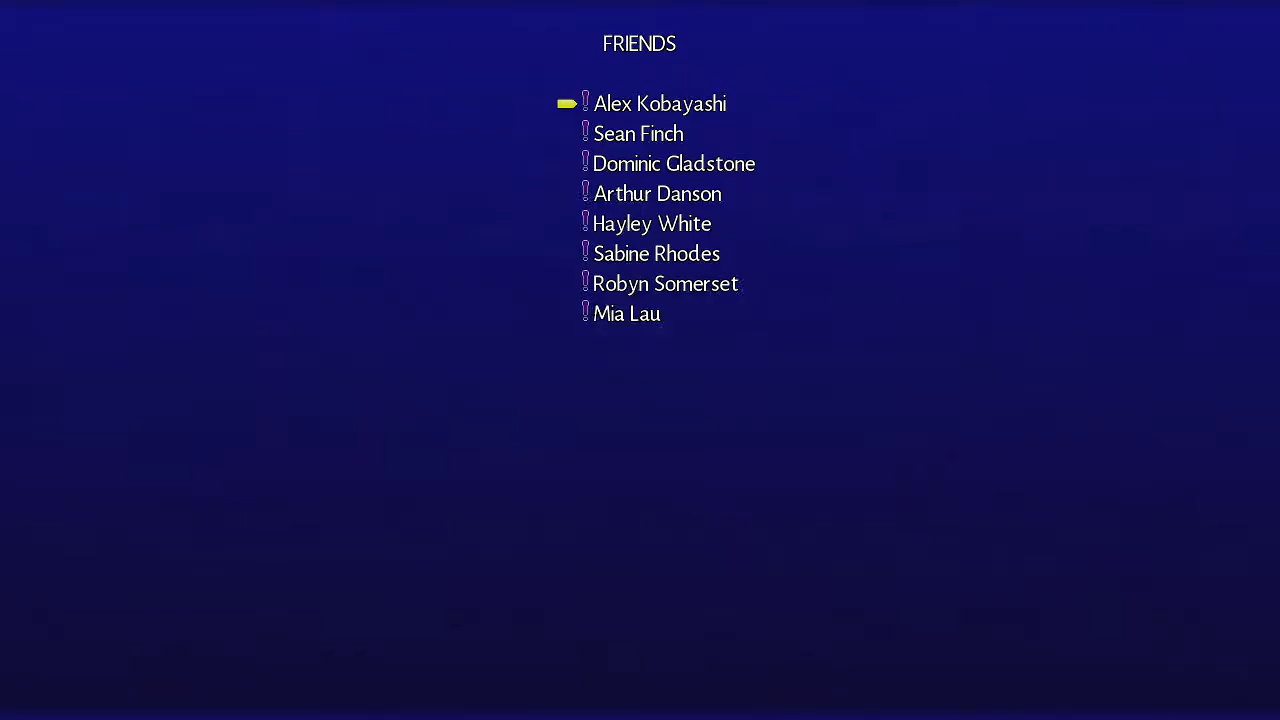 FRIENDS
! Alex Kobayashi
! Sean Finch
! Dominic Gladstone
! Arthur Danson
! Hayley White
! Sabine Rhodes
! Robyn Somerset
! Mia Lau